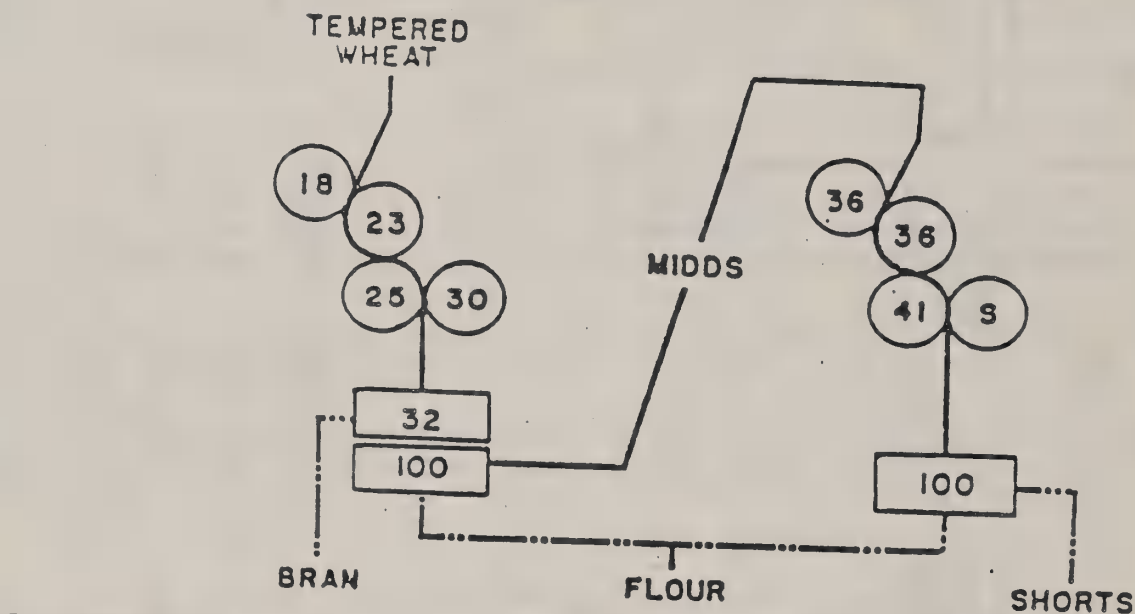 TEMPERED
WHEAT
18
23
25
30
32
100
MIDDS
36
36
41
S
100
BRAN
FLOUR
SHORTS